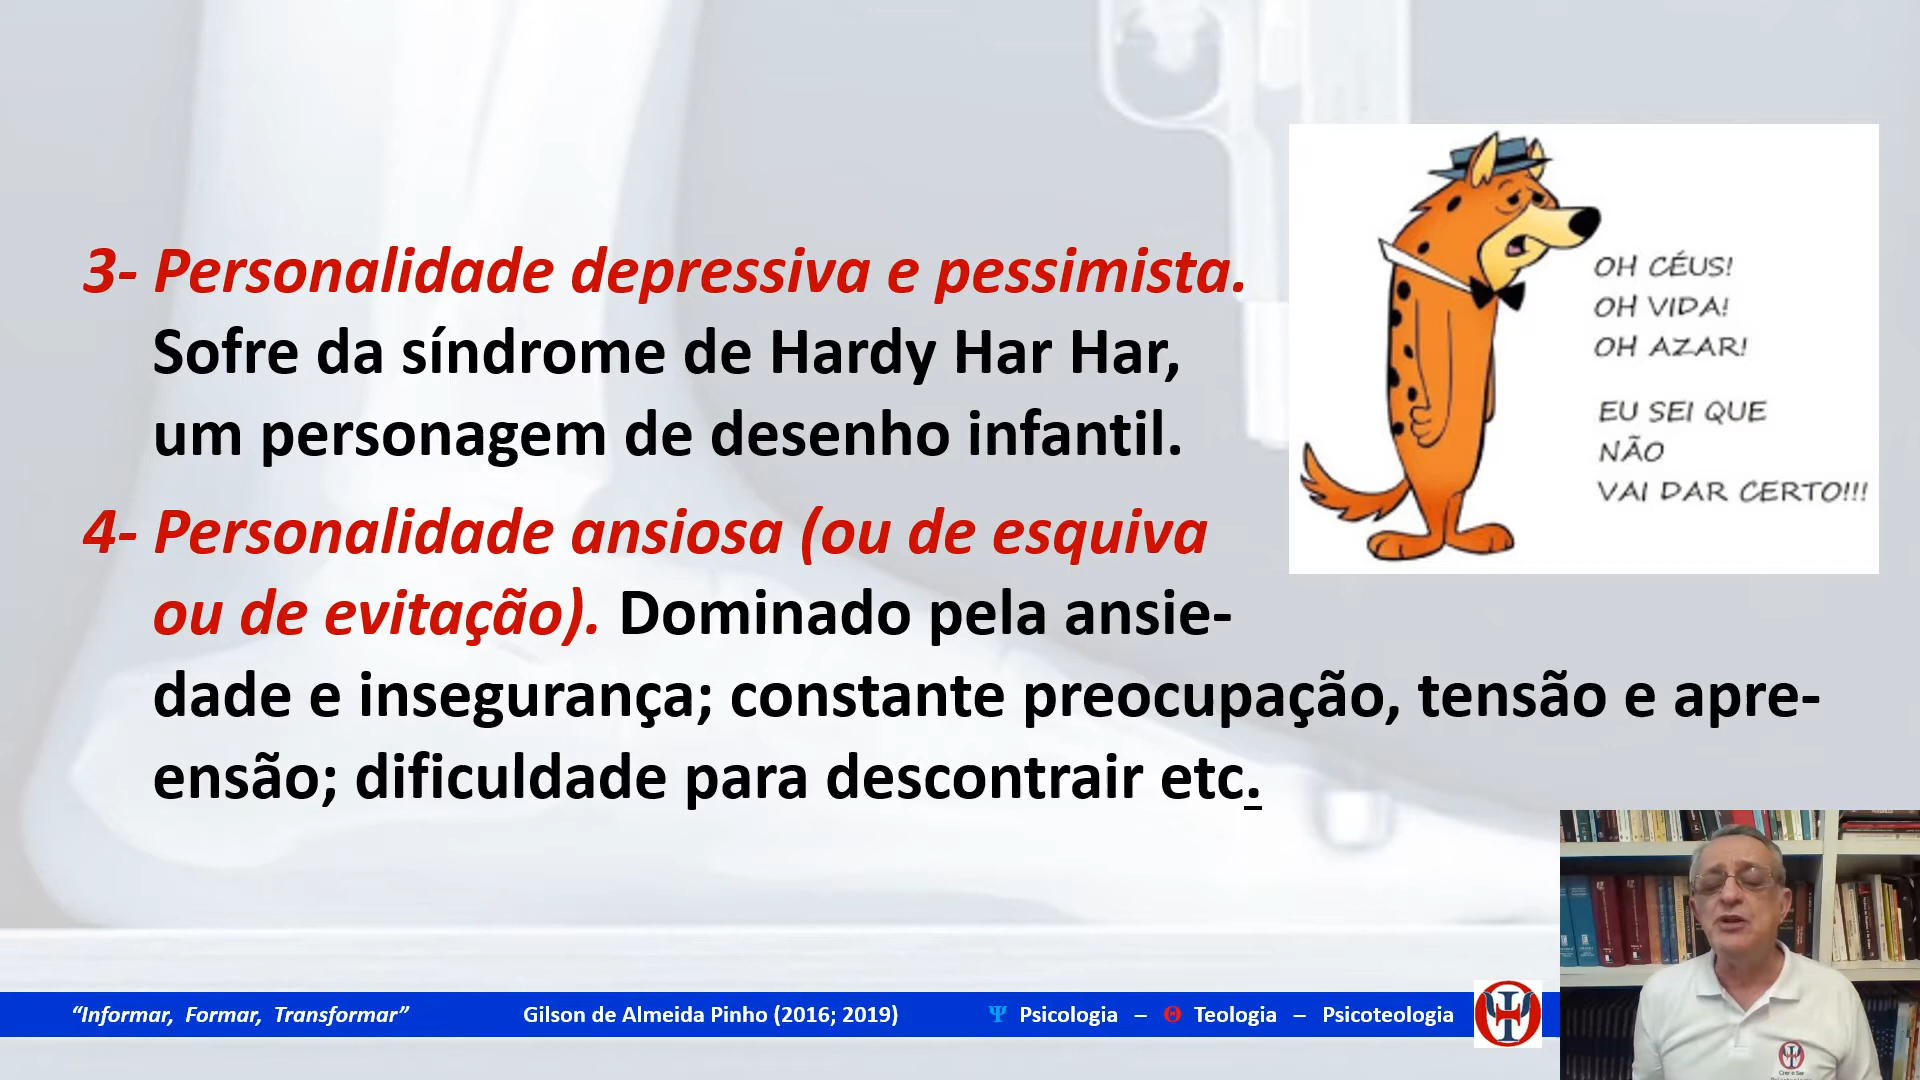 3- Personalidade depressiva e pessimista.
Sofre da síndrome de Hardy Har Har,
um personagem de desenho infantil.
4- Personalidade ansiosa (ou de esquiva
ou de evitação). Dominado pela ansie-
dade e insegurança; constante preocupação, tensão e apre-
ensão; dificuldade para descontrair etc.
OH CÉUS!
OH VIDA!
OH AZAR!
EU SEI QUE
NÃO
VAI DAR CERTO!!!
“Informar, Formar, Transformar”
Gilson de Almeida Pinho (2016; 2019)
Ψ Psicologia – Θ Teologia – Psicoteologia